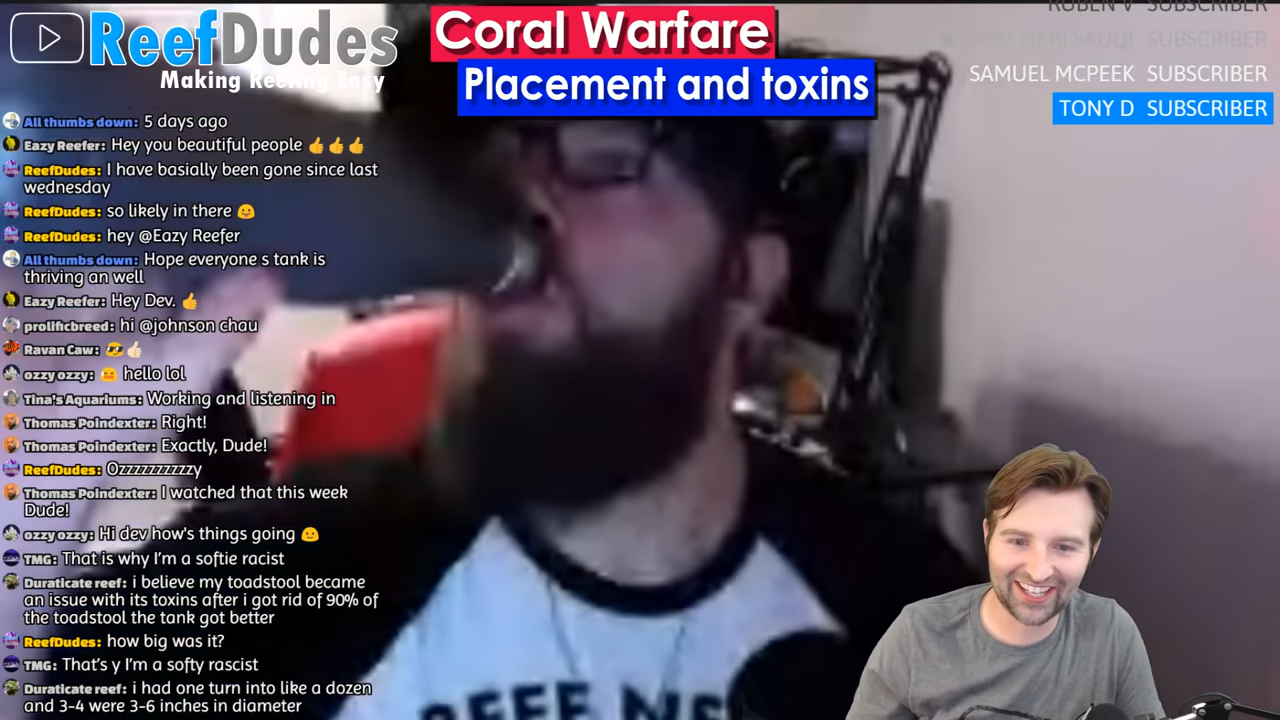 ReefDudes
Making Reefing Easy
Coral Warfare
Placement and toxins
RUBEN V SUBSCRIBER
SUBSCRIBER
SAMUEL MCPEEK SUBSCRIBER
TONY D SUBSCRIBER
All thumbs down: 5 days ago
Eazy Reefer: Hey you beautiful people 👍👍👍
ReefDudes: I have basially been gone since last
wednesday
ReefDudes: so likely in there 😀
ReefDudes: hey @Eazy Reefer
All thumbs down: Hope everyone s tank is
thriving an well
Eazy Reefer: Hey Dev. 👍
prolificbreed: hi @johnson chau
Ravan Caw: 😎👍🏻
ozzy ozzy: 😀 hello lol
Tina's Aquariums: Working and listening in
Thomas Poindexter: Right!
Thomas Poindexter: Exactly, Dude!
ReefDudes: Ozzzzzzzzzzy
Thomas Poindexter: I watched that this week
Dude!
ozzy ozzy: Hi dev how's things going 🙂
TMG: That is why I'm a softie racist
Duraticate reef: i believe my toadstool became
an issue with its toxins after i got rid of 90% of
the toadstool the tank got better
ReefDudes: how big was it?
TMG: That's y I'm a softy rascist
Duraticate reef: i had one turn into like a dozen
and 3-4 were 3-6 inches in diameter